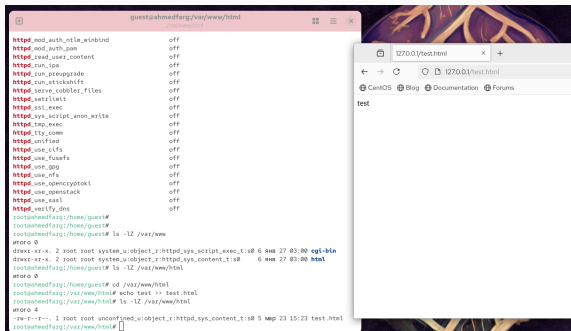 guest@ahmedfarg:/var/www/html
/var/www/html
httpd_mod_auth_ntlm_winbind off
httpd_mod_auth_pam off
httpd_read_user_content off
httpd_run_ipa off
httpd_run_preupgrade off
httpd_run_stickshift off
httpd_serve_cobbler_files off
httpd_setrlimit off
httpd_ssi_exec off
httpd_sys_script_anon_write off
httpd_tmp_exec off
httpd_tty_comm off
httpd_unified off
httpd_use_cifs off
httpd_use_fusefs off
httpd_use_gpg off
httpd_use_nfs off
httpd_use_opencryptoki off
httpd_use_openstack off
httpd_use_sasl off
httpd_verify_dns off
root@ahmedfarg:/home/guest#
root@ahmedfarg:/home/guest#
root@ahmedfarg:/home/guest# ls -lZ /var/www
итого 0
drwxr-xr-x. 2 root root system_u:object_r:httpd_sys_script_exec_t:s0 6 янв 27 03:00 cgi-bin
drwxr-xr-x. 2 root root system_u:object_r:httpd_sys_content_t:s0 6 янв 27 03:00 html
root@ahmedfarg:/home/guest# ls -lZ /var/www/html
итого 0
root@ahmedfarg:/home/guest# cd /var/www/html
root@ahmedfarg:/var/www/html# echo test >> test.html
root@ahmedfarg:/var/www/html# ls -lZ /var/www/html
итого 4
-rw-r--r--. 1 root root unconfined_u:object_r:httpd_sys_content_t:s0 5 мар 23 15:23 test.html
root@ahmedfarg:/var/www/html#
127.0.0.1/test.html
127.0.0.1/test.html
CentOS Blog Documentation Forums
test